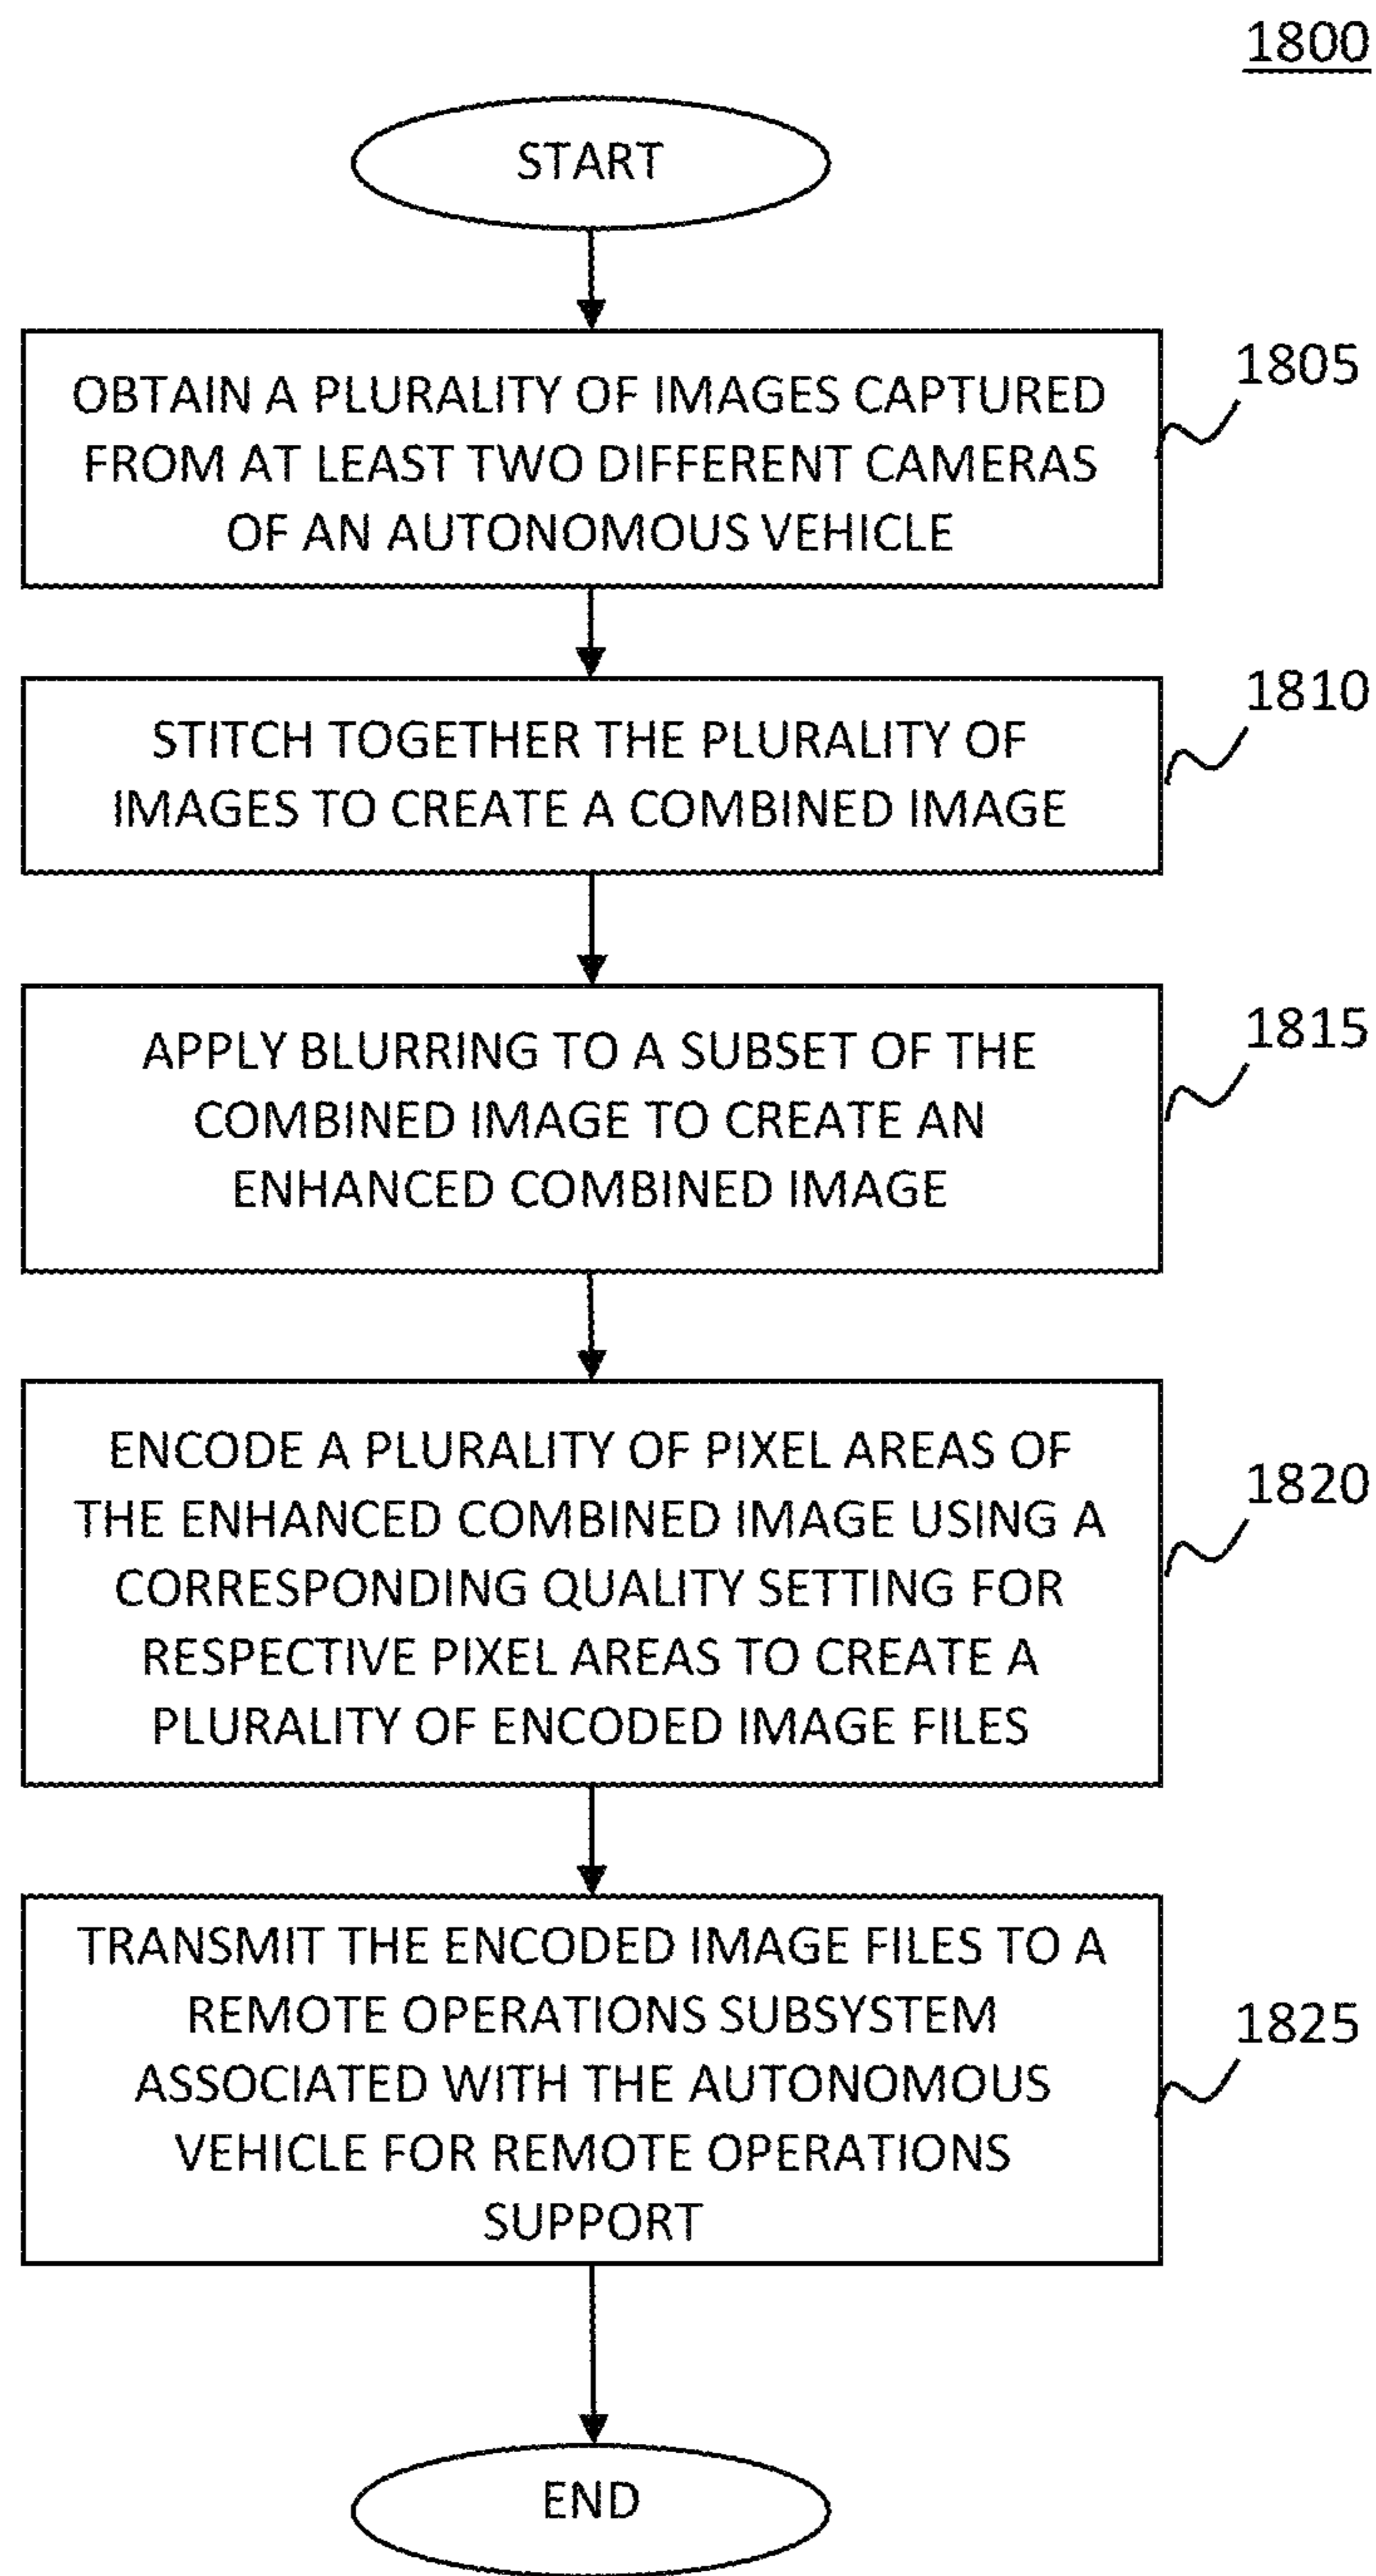 1800
START
OBTAIN A PLURALITY OF IMAGES CAPTURED
FROM AT LEAST TWO DIFFERENT CAMERAS
OF AN AUTONOMOUS VEHICLE
1805
STITCH TOGETHER THE PLURALITY OF
IMAGES TO CREATE A COMBINED IMAGE
1810
APPLY BLURRING TO A SUBSET OF THE
COMBINED IMAGE TO CREATE AN
ENHANCED COMBINED IMAGE
1815
ENCODE A PLURALITY OF PIXEL AREAS OF
THE ENHANCED COMBINED IMAGE USING A
CORRESPONDING QUALITY SETTING FOR
RESPECTIVE PIXEL AREAS TO CREATE A
PLURALITY OF ENCODED IMAGE FILES
1820
TRANSMIT THE ENCODED IMAGE FILES TO A
REMOTE OPERATIONS SUBSYSTEM
ASSOCIATED WITH THE AUTONOMOUS
VEHICLE FOR REMOTE OPERATIONS
SUPPORT
1825
END